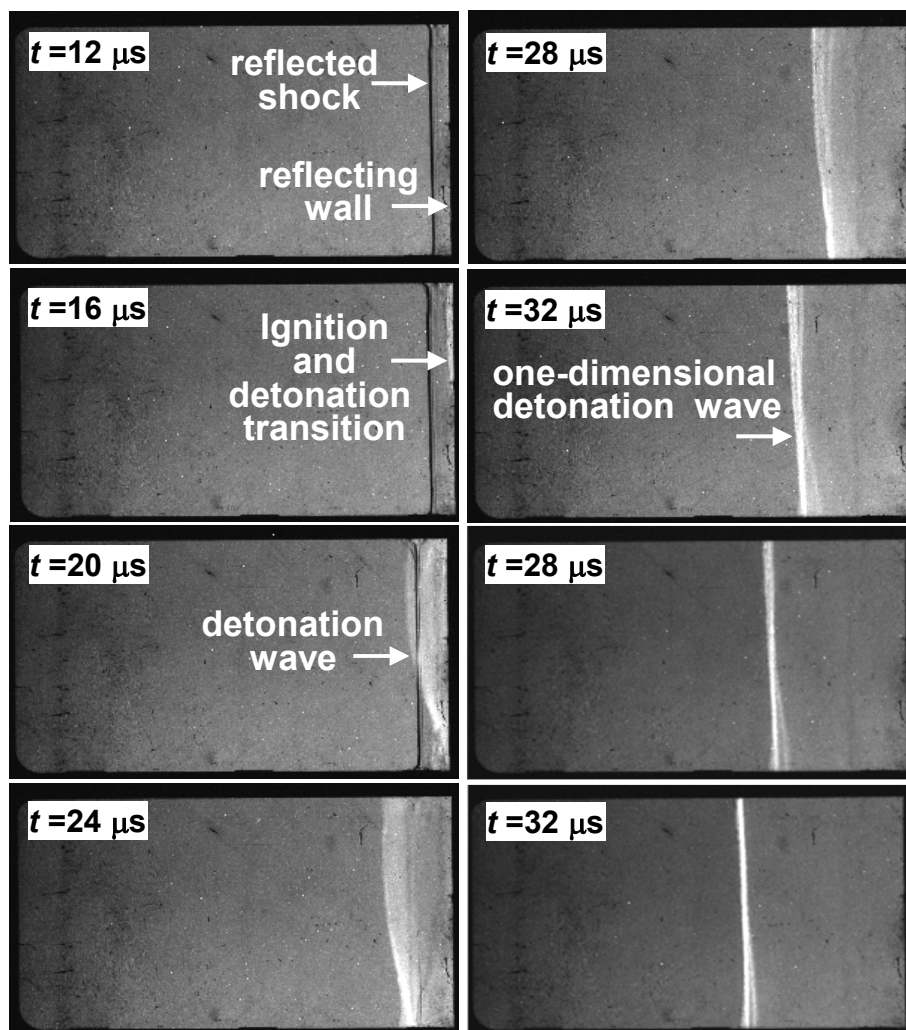 t =12 μs
reflected
shock
reflecting
wall
t =16 μs
Ignition
and
detonation
transition
t =20 μs
detonation
wave
t =24 μs
t =28 μs
t =32 μs
one-dimensional
detonation wave
t =28 μs
t =32 μs